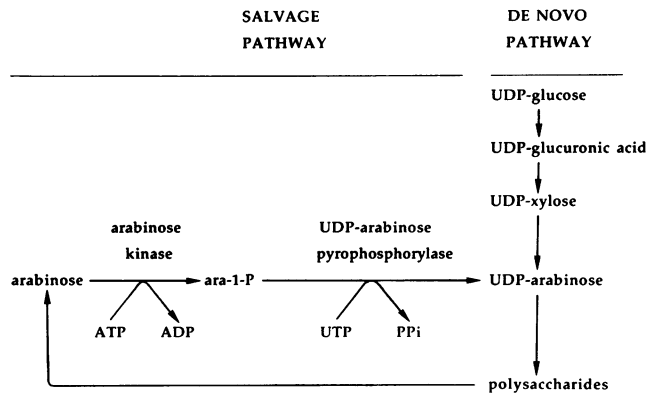 SALVAGE
PATHWAY
DE NOVO
PATHWAY
UDP-glucose
UDP-glucuronic acid
UDP-xylose
arabinose
kinase
UDP-arabinose
pyrophosphorylase
arabinose
ara-1-P
UDP-arabinose
ATP
ADP
UTP
PPi
polysaccharides